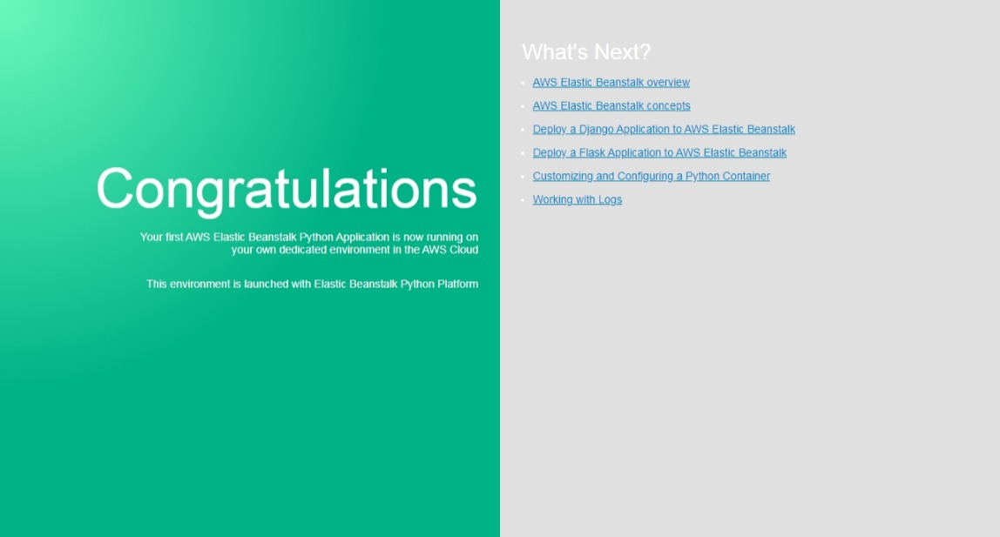 Congratulations
Your first AWS Elastic Beanstalk Python Application is now running on
your own dedicated environment in the AWS Cloud
This environment is launched with Elastic Beanstalk Python Platform
What's Next?
AWS Elastic Beanstalk overview
AWS Elastic Beanstalk concepts
Deploy a Django Application to AWS Elastic Beanstalk
Deploy a Flask Application to AWS Elastic Beanstalk
Customizing and Configuring a Python Container
Working with Logs